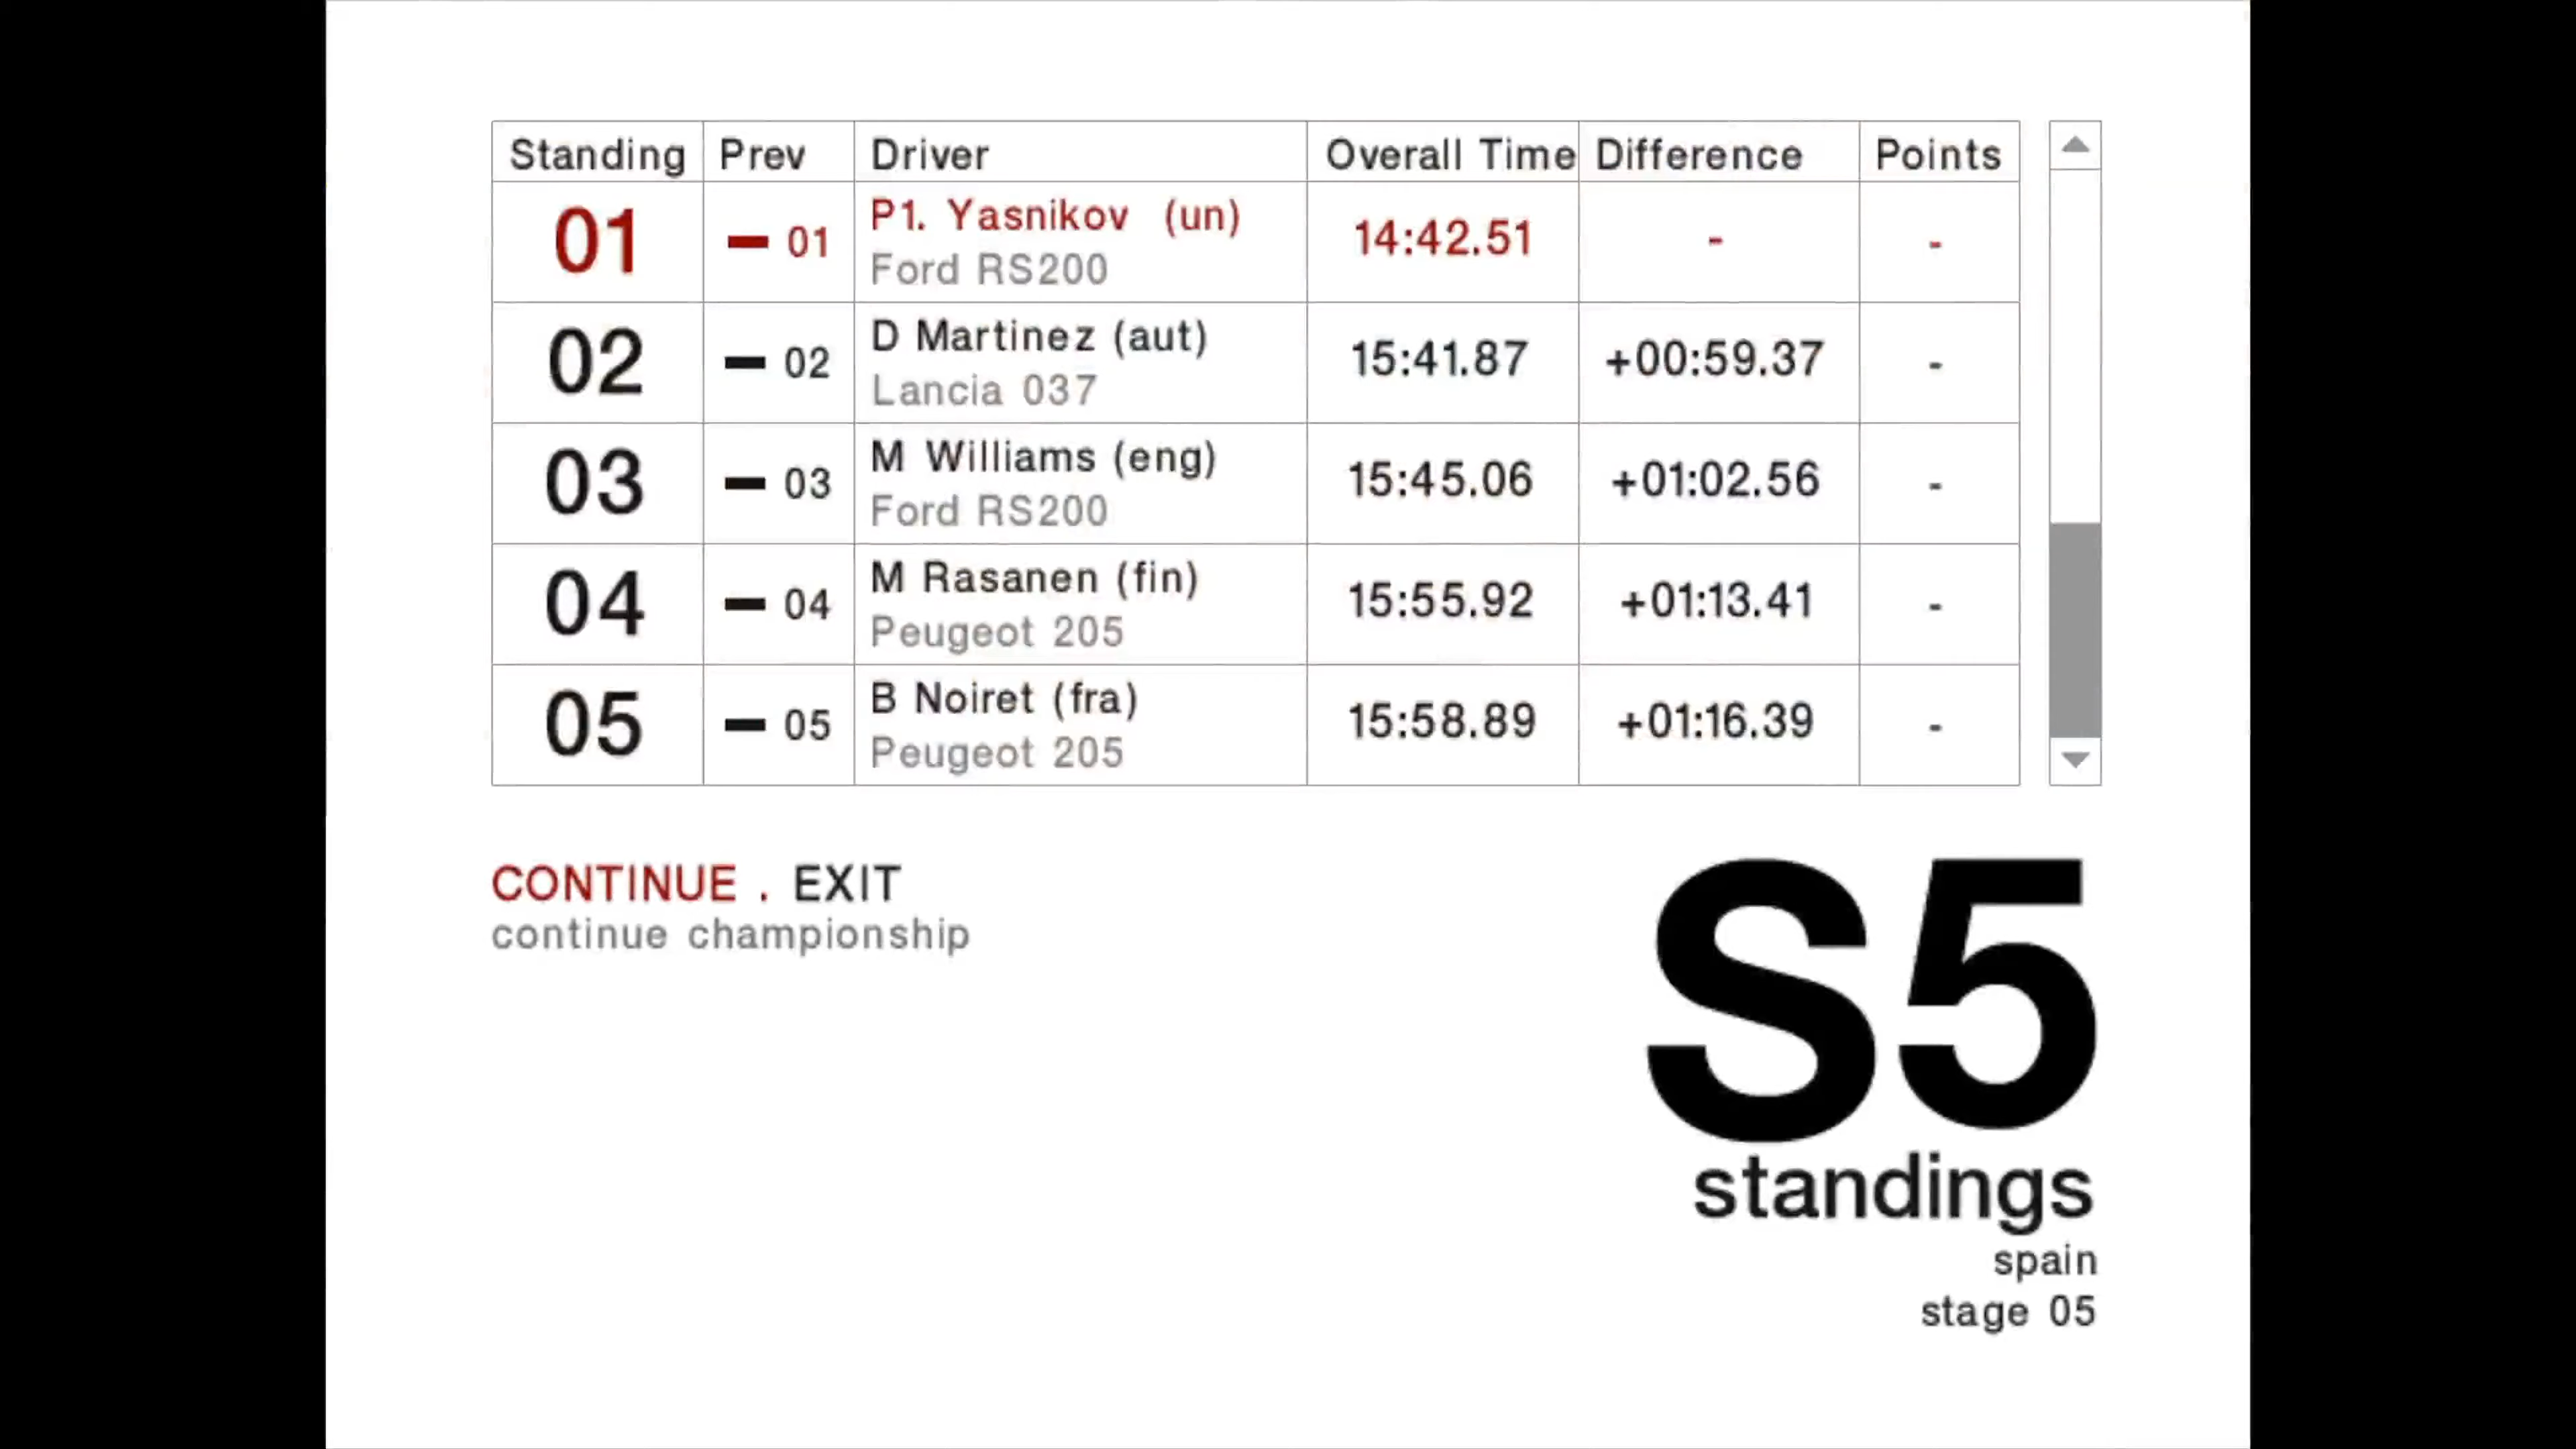 Standing Prev Driver Overall Time Difference Points
01 — 01 P1. Yasnikov (un) 14:42.51 - -
Ford RS200
02 — 02 D Martinez (aut) 15:41.87 +00:59.37 -
Lancia 037
03 — 03 M Williams (eng) 15:45.06 +01:02.56 -
Ford RS200
04 — 04 M Rasanen (fin) 15:55.92 +01:13.41 -
Peugeot 205
05 — 05 B Noiret (fra) 15:58.89 +01:16.39 -
Peugeot 205
CONTINUE . EXIT
continue championship
S5
standings
spain
stage 05